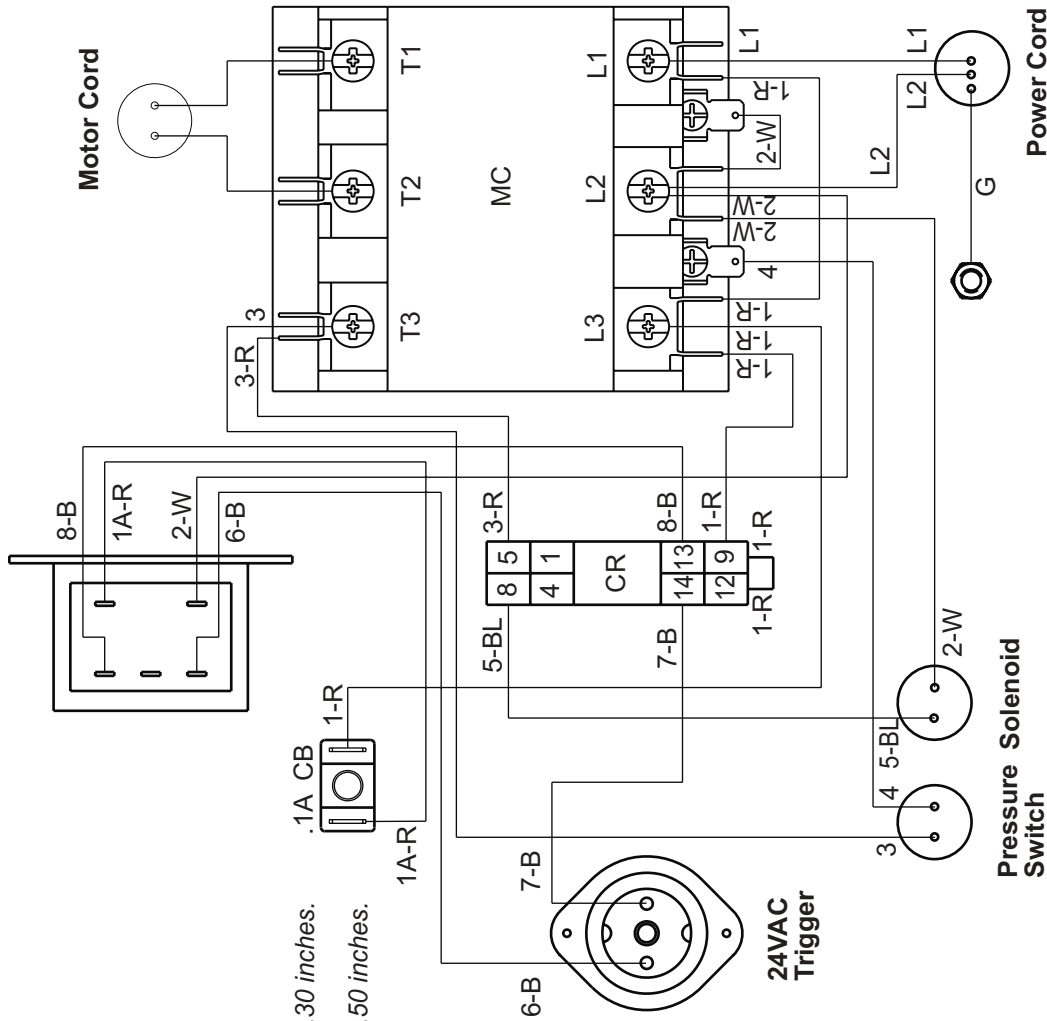 Motor Cord
T1
T2
T3
3
3-R
MC
L1
L2
L3
L1
1-R
2-W
2-W
2-W
4
1-R
1-R
1-R
L1
L2
L2
G
Power Cord
8-B
1A-R
2-W
6-B
3-R
8-B
1-R
5
1
13
9
8
4
CR
14
12
1-R
1-R
5-BL
7-B
.1A CB
1-R
1A-R
.30 inches.
.50 inches.
7-B
6-B
24VAC
Trigger
2-W
5-BL
Solenoid
4
3
Pressure
Switch